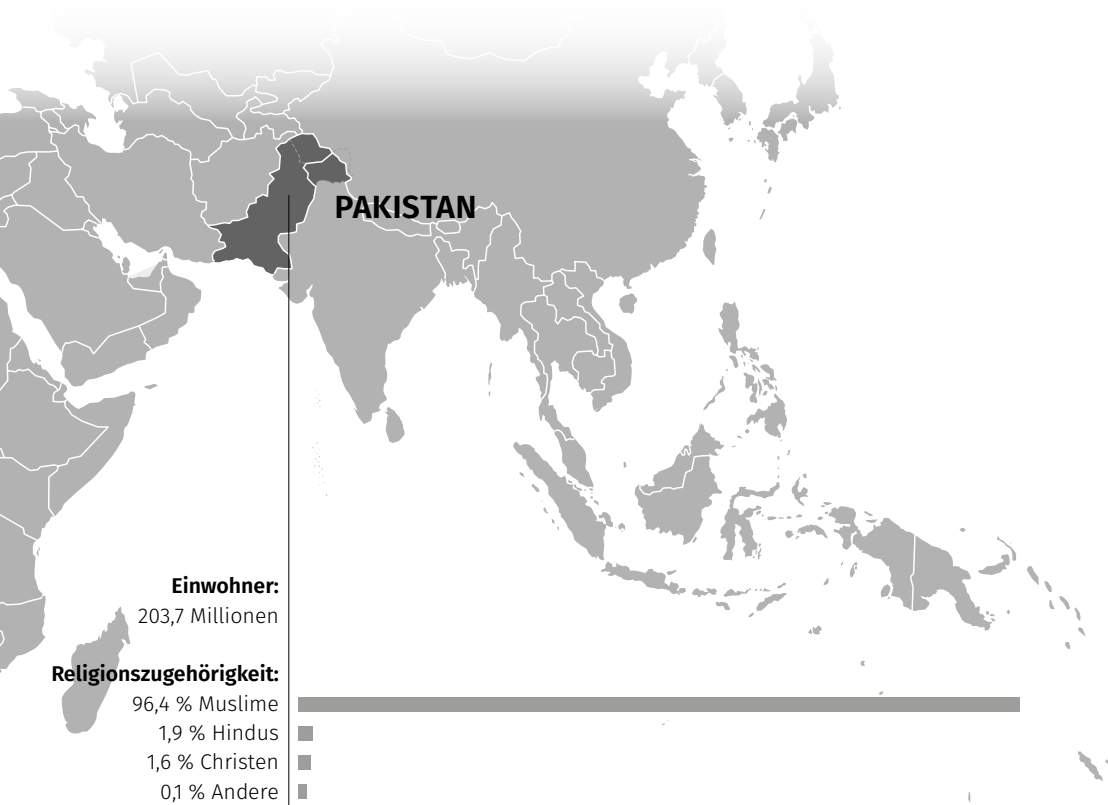 PAKISTAN
Einwohner:
203,7 Millionen
Religionszugehörigkeit:
96,4 % Muslime
1,9 % Hindus
1,6 % Christen
0,1 % Andere